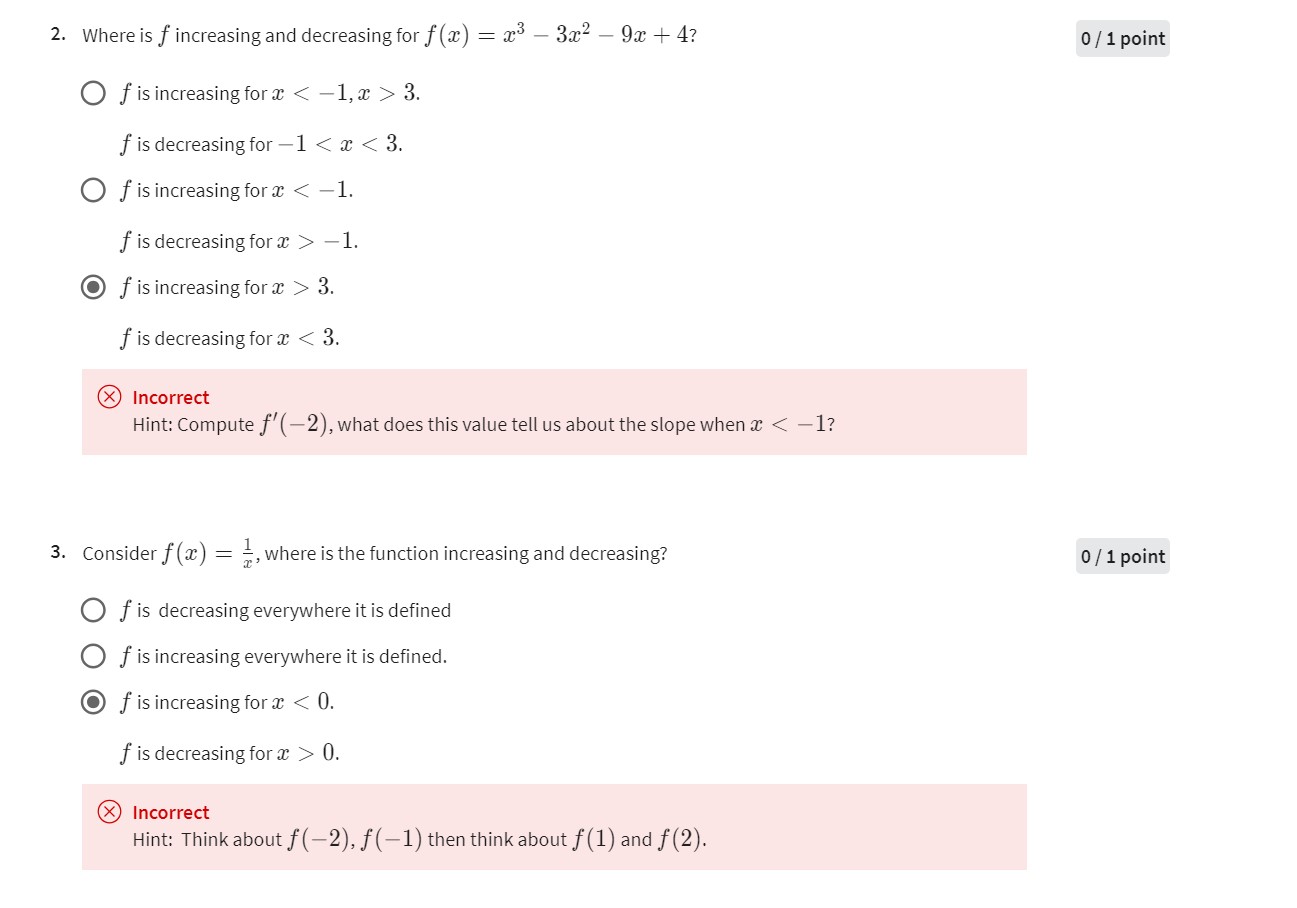 2. Where is f increasing and decreasing for f(x) = x³ − 3x² − 9x + 4?
0 / 1 point
f is increasing for x < −1, x > 3.
f is decreasing for −1 < x < 3.
f is increasing for x < −1.
f is decreasing for x > −1.
f is increasing for x > 3.
f is decreasing for x < 3.
Incorrect
Hint: Compute f′(−2), what does this value tell us about the slope when x < −1?
3. Consider f(x) = 1/x, where is the function increasing and decreasing?
0 / 1 point
f is decreasing everywhere it is defined
f is increasing everywhere it is defined.
f is increasing for x < 0.
f is decreasing for x > 0.
Incorrect
Hint: Think about f(−2), f(−1) then think about f(1) and f(2).